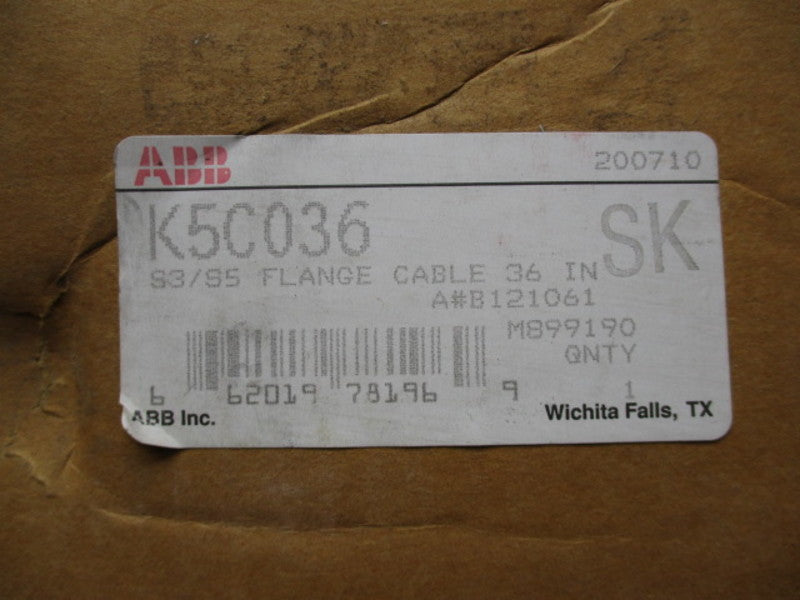 ABB 200710
K5C036 SK
S3/S5 FLANGE CABLE 36 IN
A#B121061
M899190
QNTY
6 62019 78196 9 1
ABB Inc. Wichita Falls, TX